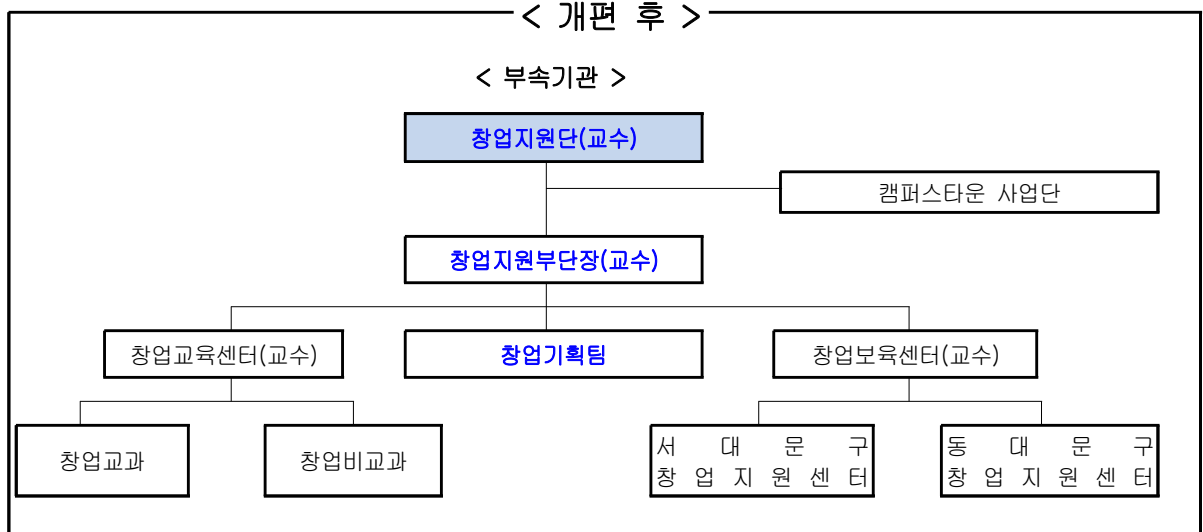 < 개편 후 >
< 부속기관 >
창업지원단(교수)
캠퍼스타운 사업단
창업지원부단장(교수)
창업교육센터(교수)
창업기획팀
창업보육센터(교수)
창업교과
창업비교과
서 대 문 구
창 업 지 원 센 터
동 대 문 구
창 업 지 원 센 터